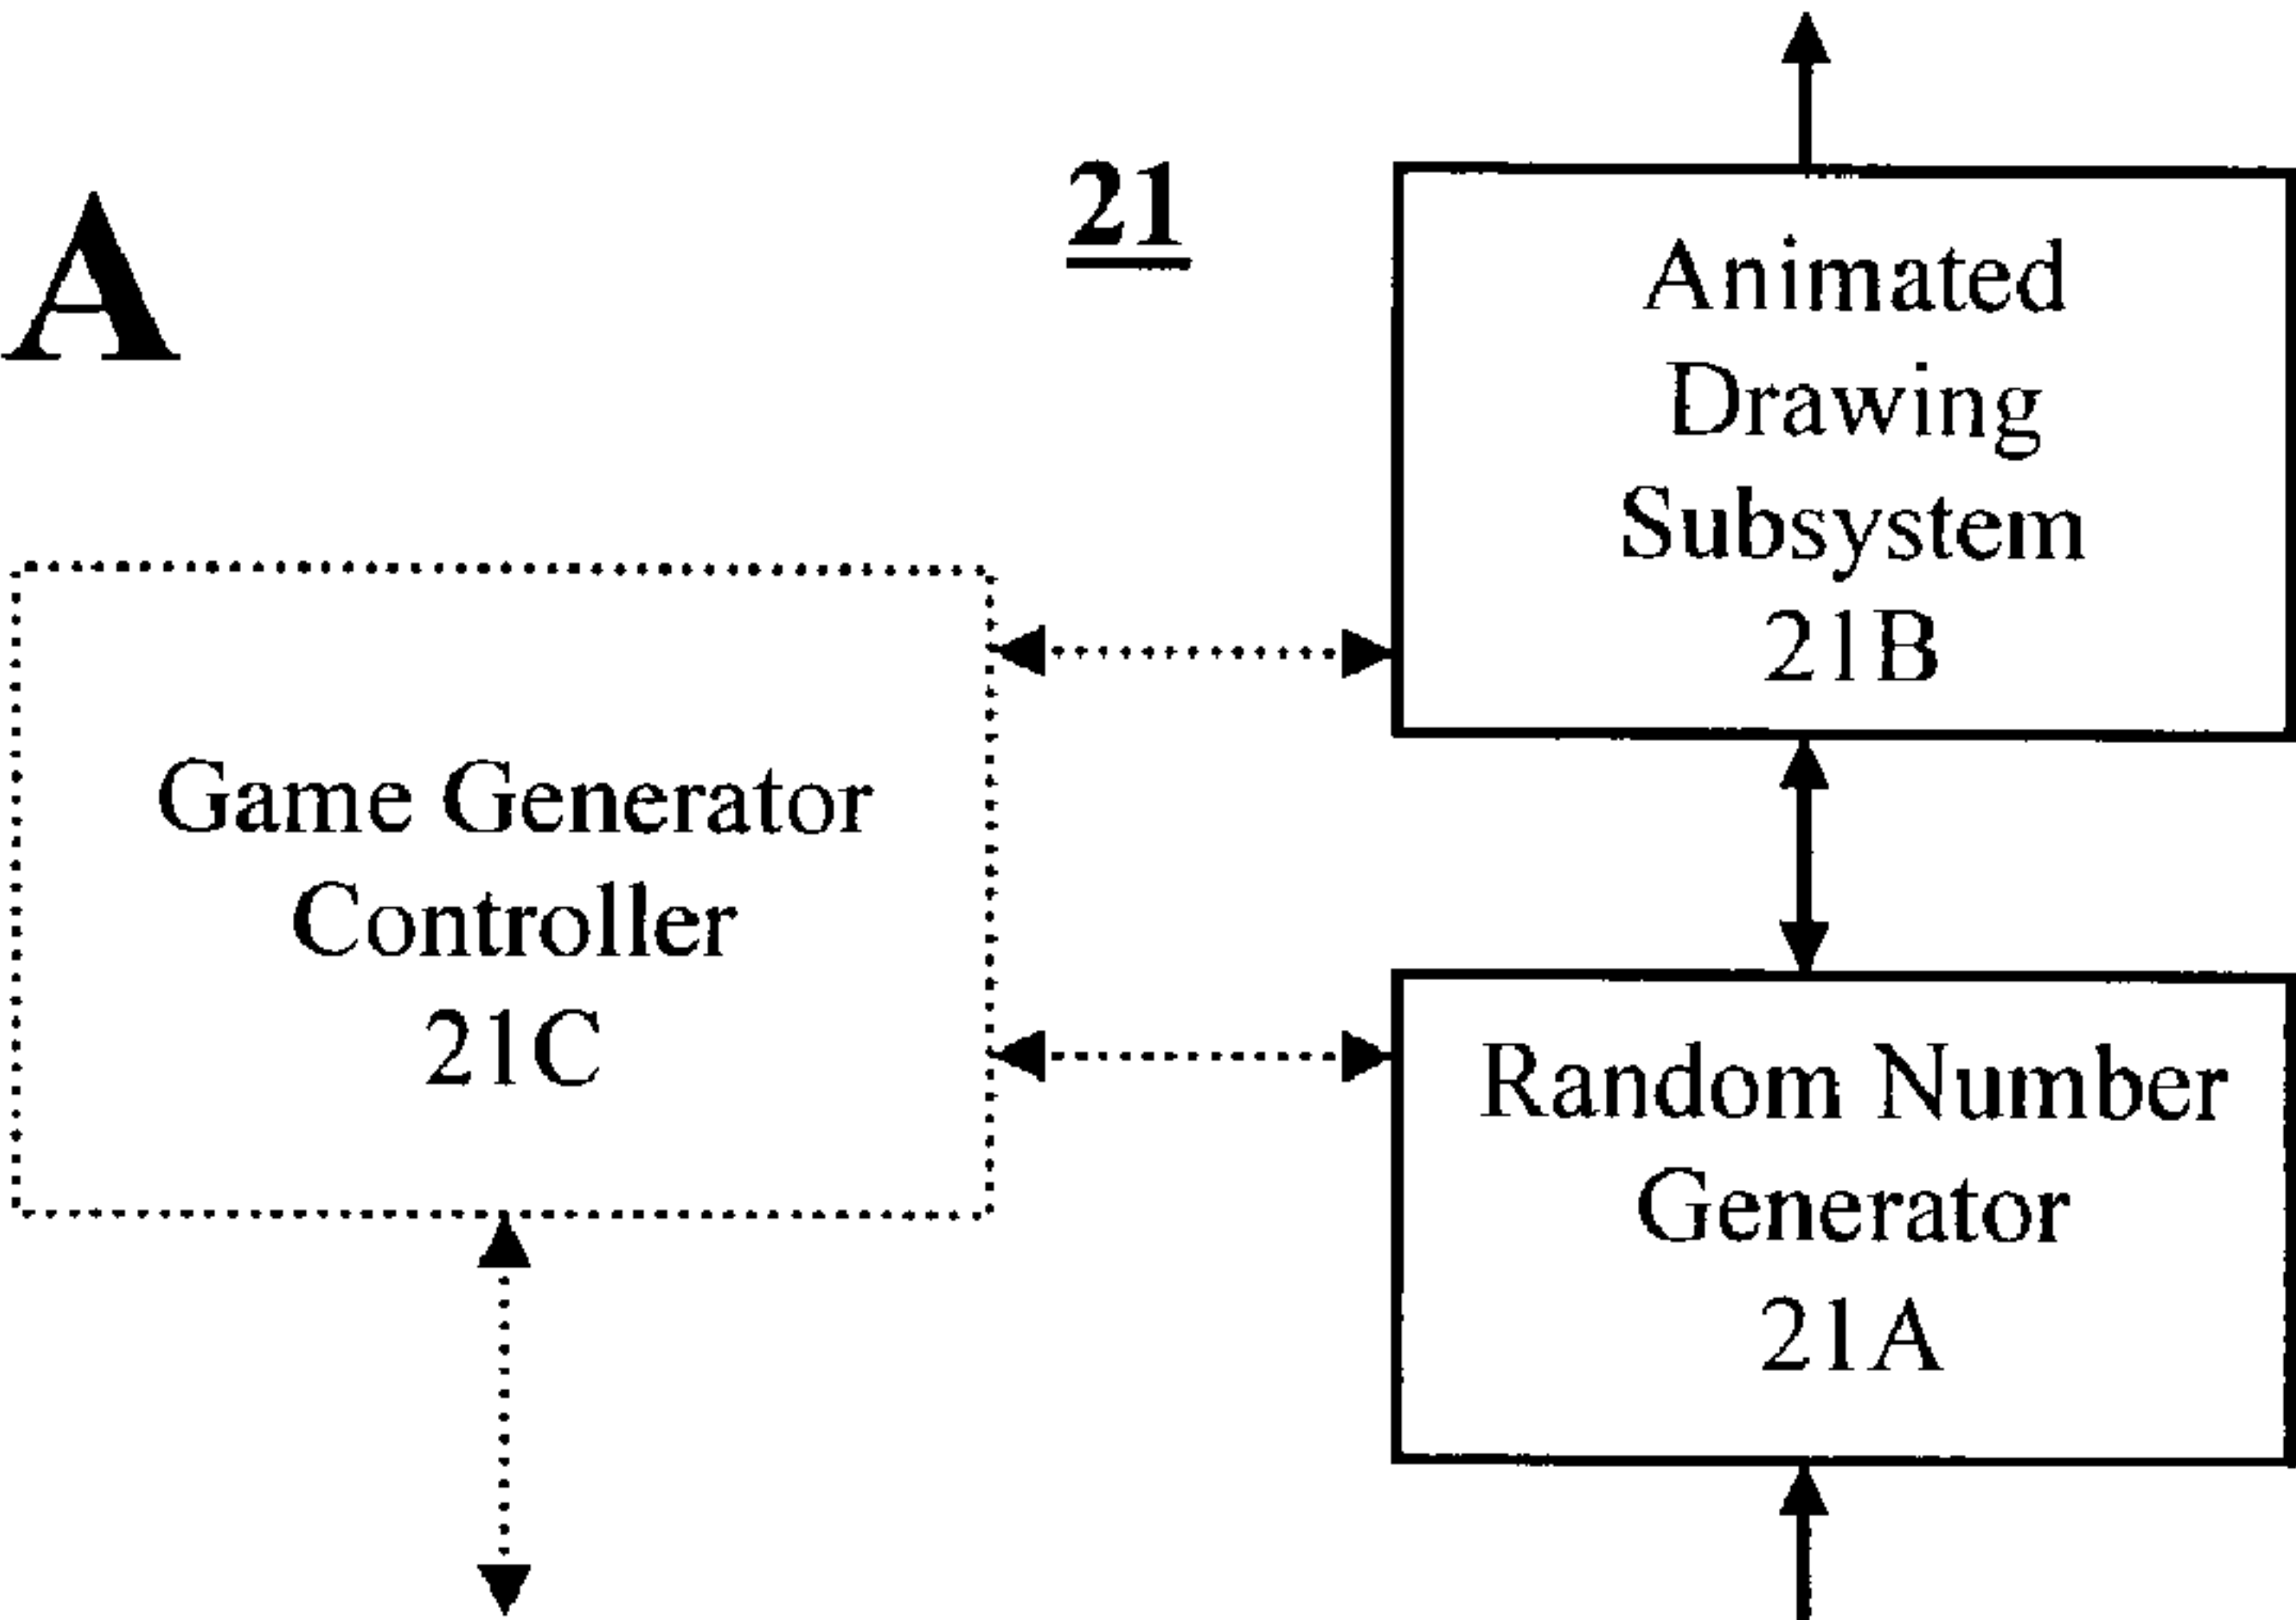 A
21
Animated
Drawing
Subsystem
21B
Game Generator
Controller
21C
Random Number
Generator
21A